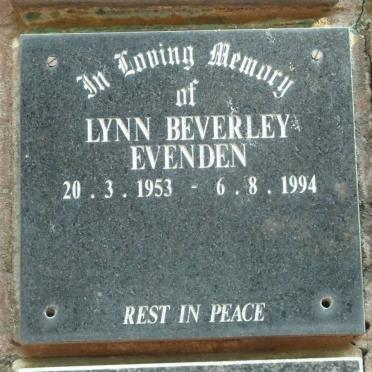 In Loving Memory
of
LYNN BEVERLEY
EVENDEN
20 . 3 . 1953 - 6 . 8 . 1994
REST IN PEACE